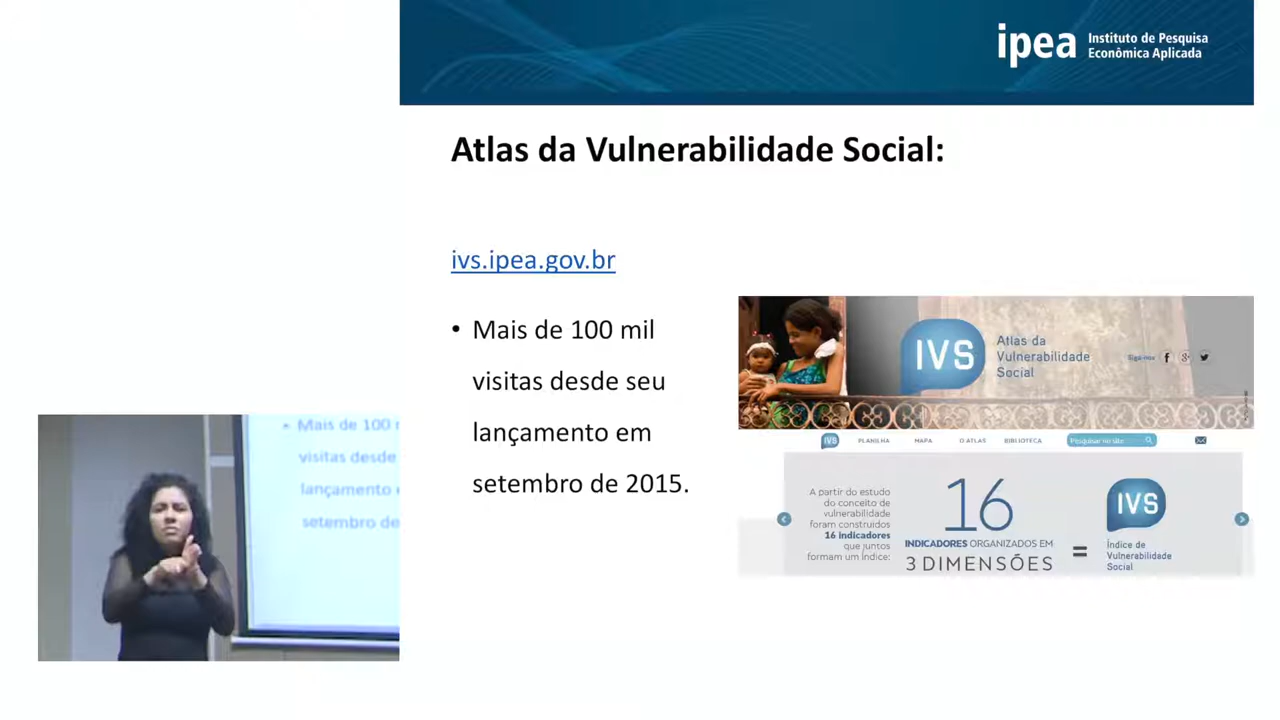 ipea Instituto de Pesquisa
Econômica Aplicada
Atlas da Vulnerabilidade Social:
ivs.ipea.gov.br
• Mais de 100 mil
visitas desde seu
lançamento em
setembro de 2015.
IVS
Atlas da
Vulnerabilidade
Social
Siga-nos
IVS PLANILHA MAPA O ATLAS BIBLIOTECA Pesquisar no site
A partir do estudo
do conceito de
vulnerabilidade
foram construídos
16 indicadores
que juntos
formam um Índice:
16
INDICADORES ORGANIZADOS EM
3 DIMENSÕES
=
IVS
Índice de
Vulnerabilidade
Social
• Mais de 100
visitas desde
lançamento
setembro de